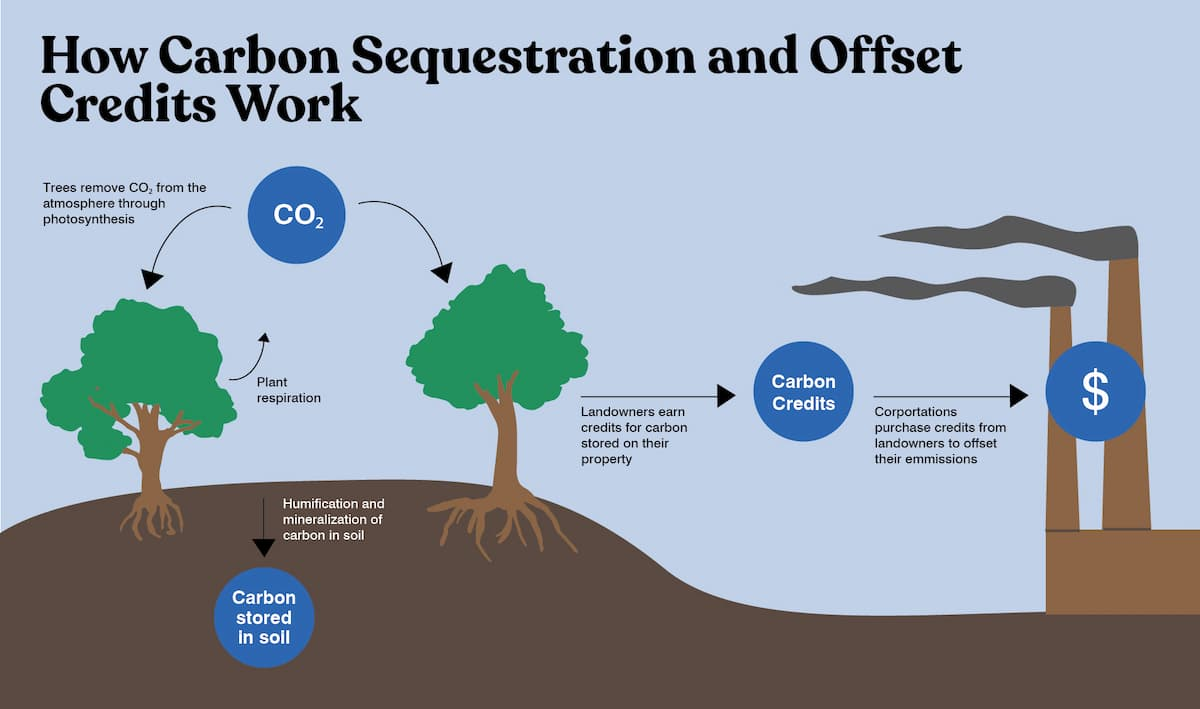 How Carbon Sequestration and Offset
Credits Work
Trees remove CO₂ from the
atmosphere through
photosynthesis
CO₂
Plant
respiration
Landowners earn
credits for carbon
stored on their
property
Carbon
Credits
Corportations
purchase credits from
landowners to offset
their emmissions
$
Humification and
mineralization of
carbon in soil
Carbon
stored
in soil